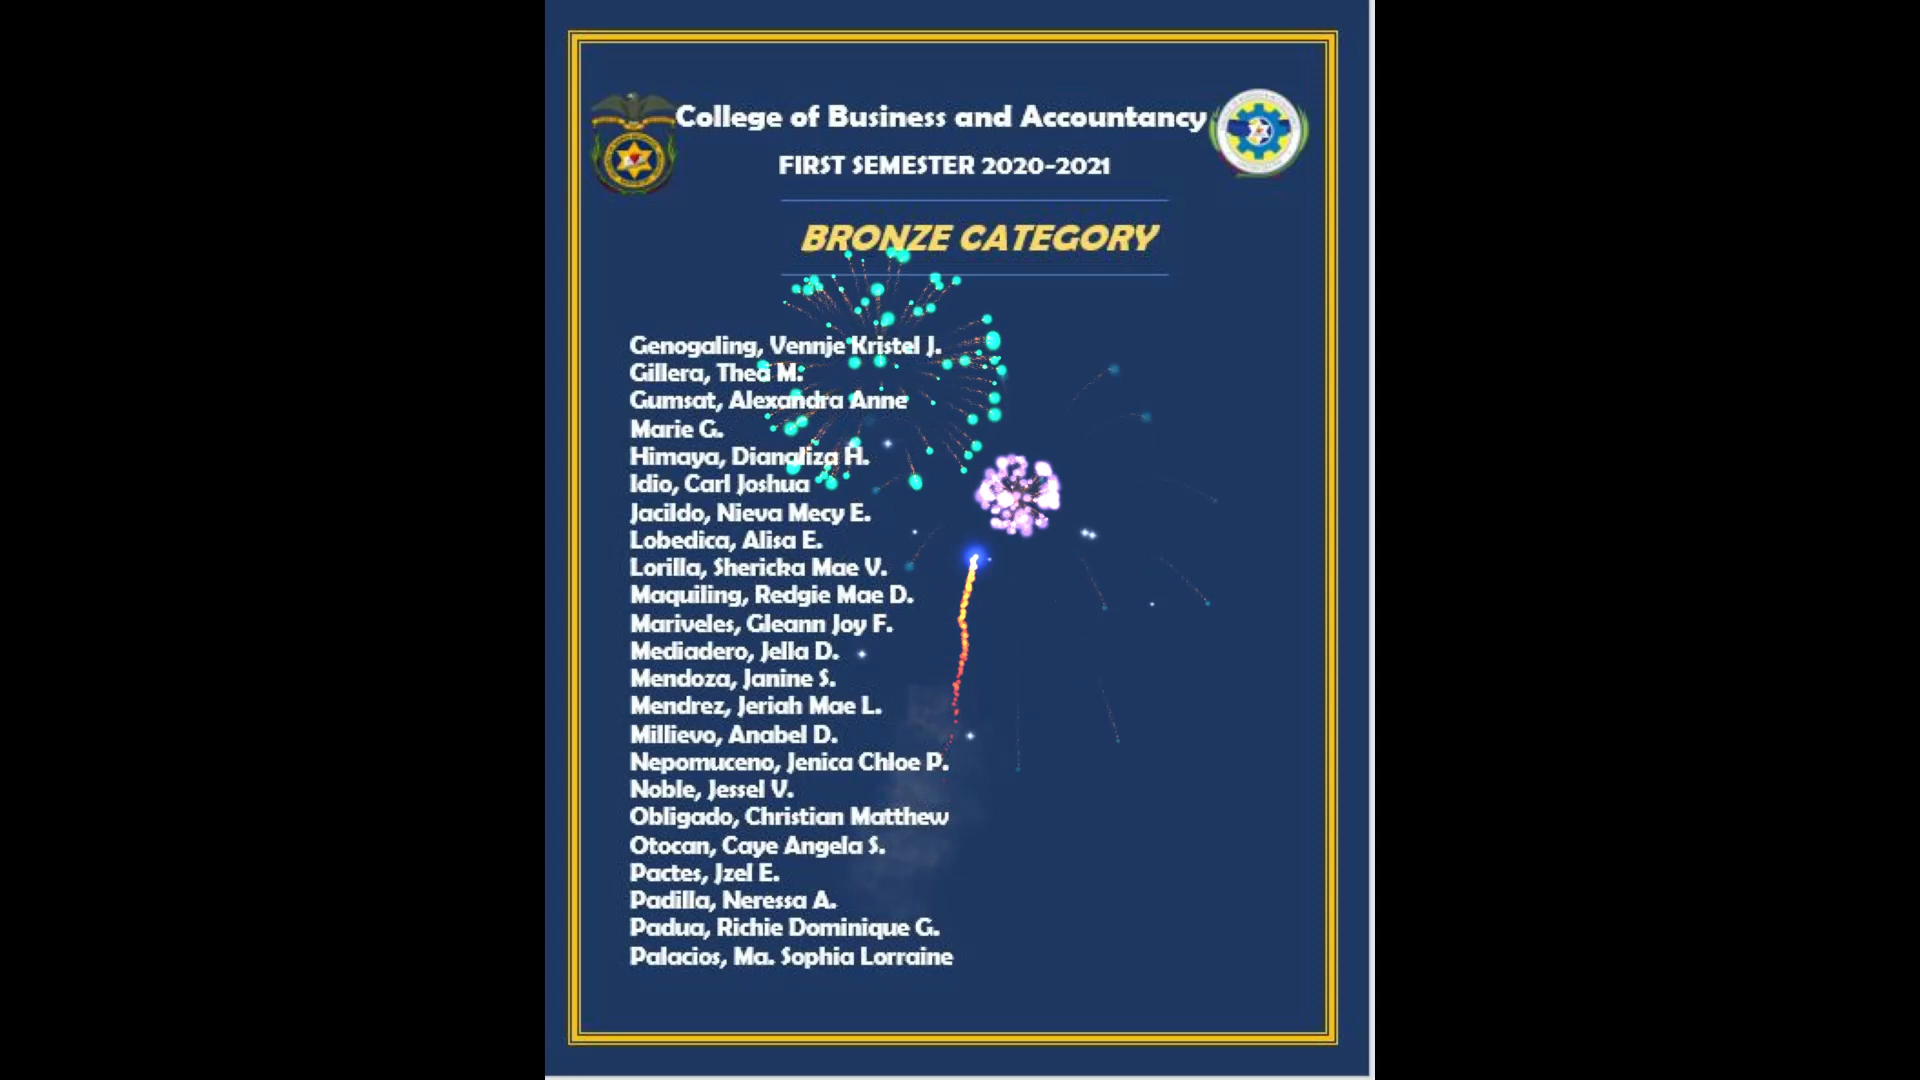 College of Business and Accountancy
FIRST SEMESTER 2020-2021
BRONZE CATEGORY
Genogaling, Vennje Kristel J.
Gillera, Thea M.
Gumsat, Alexandra Anne
Marie G.
Himaya, Dianaliza H.
Idio, Carl Joshua
Jacildo, Nieva Mecy E.
Lobedica, Alisa E.
Lorilla, Shericka Mae V.
Maquiling, Redgie Mae D.
Mariveles, Gleann Joy F.
Mediadero, Jella D.
Mendoza, Janine S.
Mendrez, Jeriah Mae L.
Millievo, Anabel D.
Nepomuceno, Jenica Chloe P.
Noble, Jessel V.
Obligado, Christian Matthew
Otocan, Caye Angela S.
Pactes, Jzel E.
Padilla, Neressa A.
Padua, Richie Dominique G.
Palacios, Ma. Sophia Lorraine